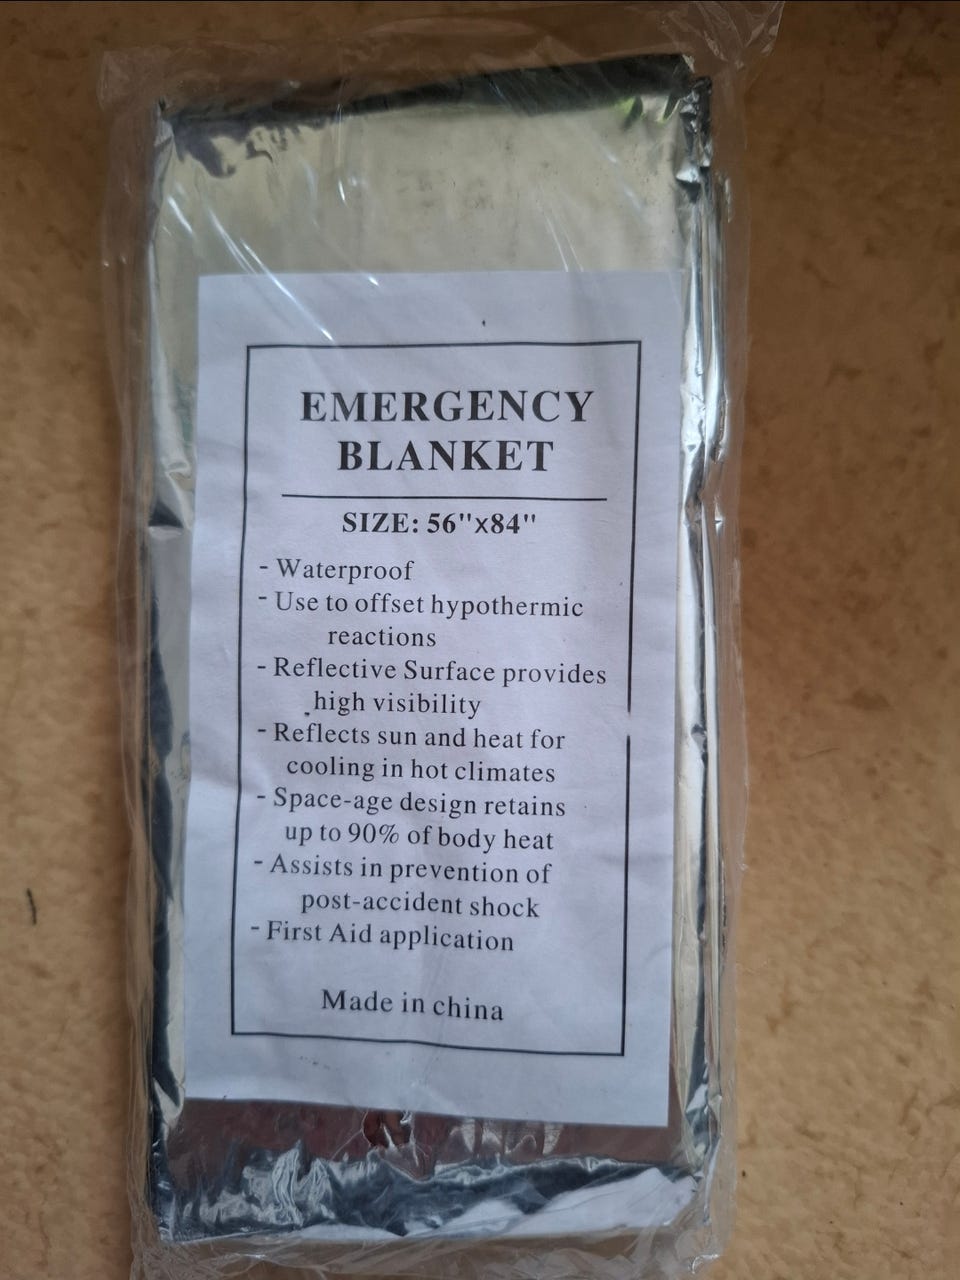 EMERGENCY
BLANKET
SIZE: 56"x84"
- Waterproof
- Use to offset hypothermic
reactions
- Reflective Surface provides
high visibility
- Reflects sun and heat for
cooling in hot climates
- Space-age design retains
up to 90% of body heat
- Assists in prevention of
post-accident shock
- First Aid application
Made in china